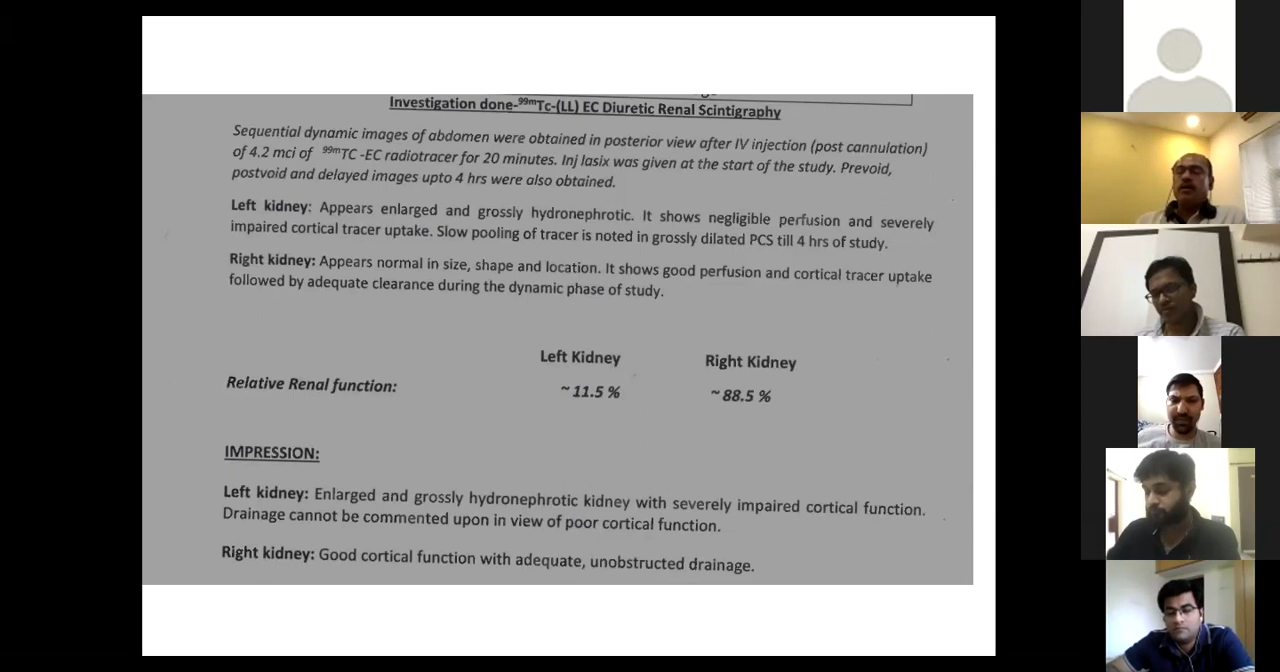 Investigation done-99mTc-(LL) EC Diuretic Renal Scintigraphy
Sequential dynamic images of abdomen were obtained in posterior view after IV injection (post cannulation)
of 4.2 mci of 99mTC -EC radiotracer for 20 minutes. Inj lasix was given at the start of the study. Prevoid,
postvoid and delayed images upto 4 hrs were also obtained.
Left kidney: Appears enlarged and grossly hydronephrotic. It shows negligible perfusion and severely
impaired cortical tracer uptake. Slow pooling of tracer is noted in grossly dilated PCS till 4 hrs of study.
Right kidney: Appears normal in size, shape and location. It shows good perfusion and cortical tracer uptake
followed by adequate clearance during the dynamic phase of study.
Left Kidney Right Kidney
Relative Renal function: ~ 11.5 % ~ 88.5 %
IMPRESSION:
Left kidney: Enlarged and grossly hydronephrotic kidney with severely impaired cortical function.
Drainage cannot be commented upon in view of poor cortical function.
Right kidney: Good cortical function with adequate, unobstructed drainage.